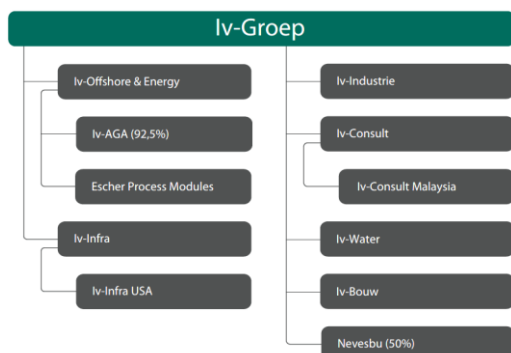 Iv-Groep
Iv-Offshore & Energy
Iv-AGA (92,5%)
Escher Process Modules
Iv-Infra
Iv-Infra USA
Iv-Industrie
Iv-Consult
Iv-Consult Malaysia
Iv-Water
Iv-Bouw
Nevesbu (50%)